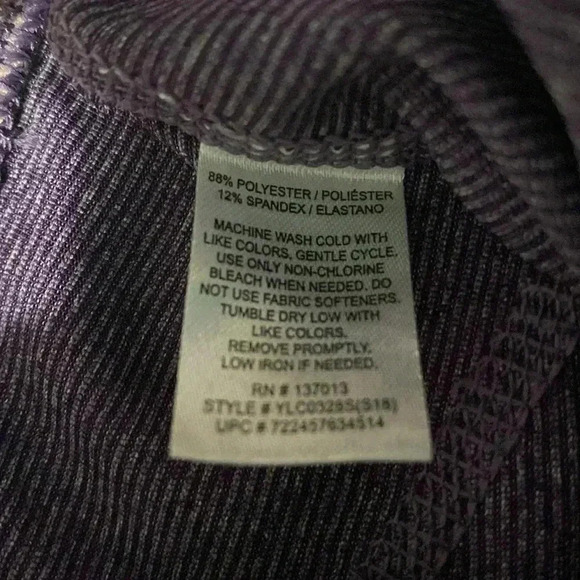 88% POLYESTER / POLIÉSTER
12% SPANDEX / ELASTANO
MACHINE WASH COLD WITH
LIKE COLORS, GENTLE CYCLE.
USE ONLY NON-CHLORINE
BLEACH WHEN NEEDED. DO
NOT USE FABRIC SOFTENERS.
TUMBLE DRY LOW WITH
LIKE COLORS.
REMOVE PROMPTLY.
LOW IRON IF NEEDED.
RN # 137013
STYLE # YLC0328S(S18)
UPC # 722457634514